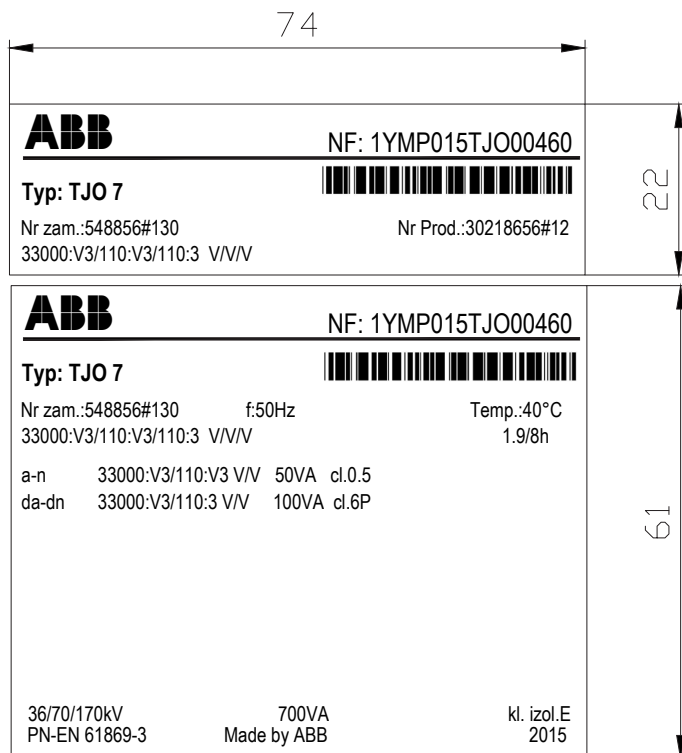 74
ABB
NF: 1YMP015TJO00460
Typ: TJO 7
Nr zam.:548856#130 Nr Prod.:30218656#12
33000:V3/110:V3/110:3 V/V/V
22
ABB
NF: 1YMP015TJO00460
Typ: TJO 7
Nr zam.:548856#130 f:50Hz Temp.:40°C
33000:V3/110:V3/110:3 V/V/V 1.9/8h
a-n 33000:V3/110:V3 V/V 50VA cl.0.5
da-dn 33000:V3/110:3 V/V 100VA cl.6P
61
36/70/170kV 700VA kl. izol.E
PN-EN 61869-3 Made by ABB 2015